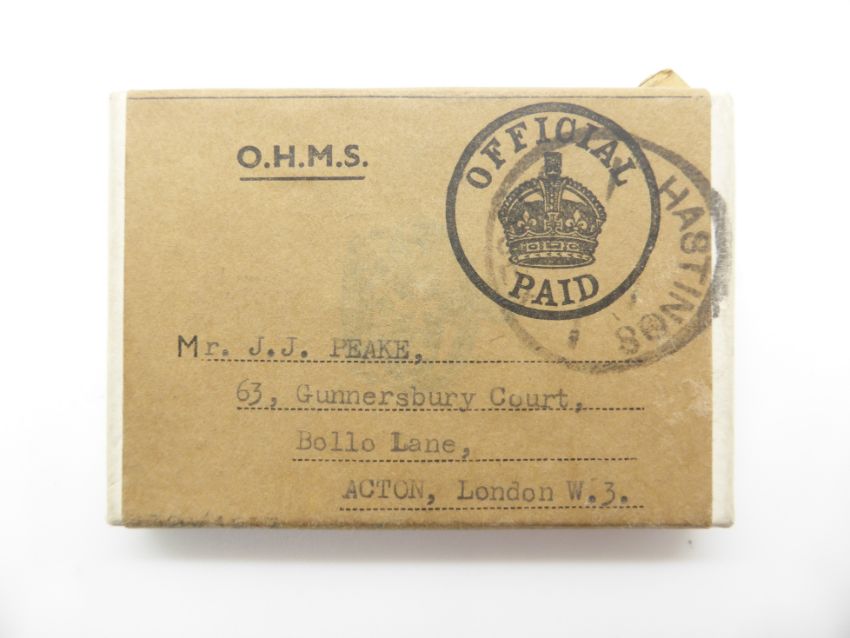 O.H.M.S.
OFFICIAL
PAID
HASTINGS
Mr. J.J. PEAKE,
63, Gunnersbury Court,
Bollo Lane,
ACTON, London W.3.